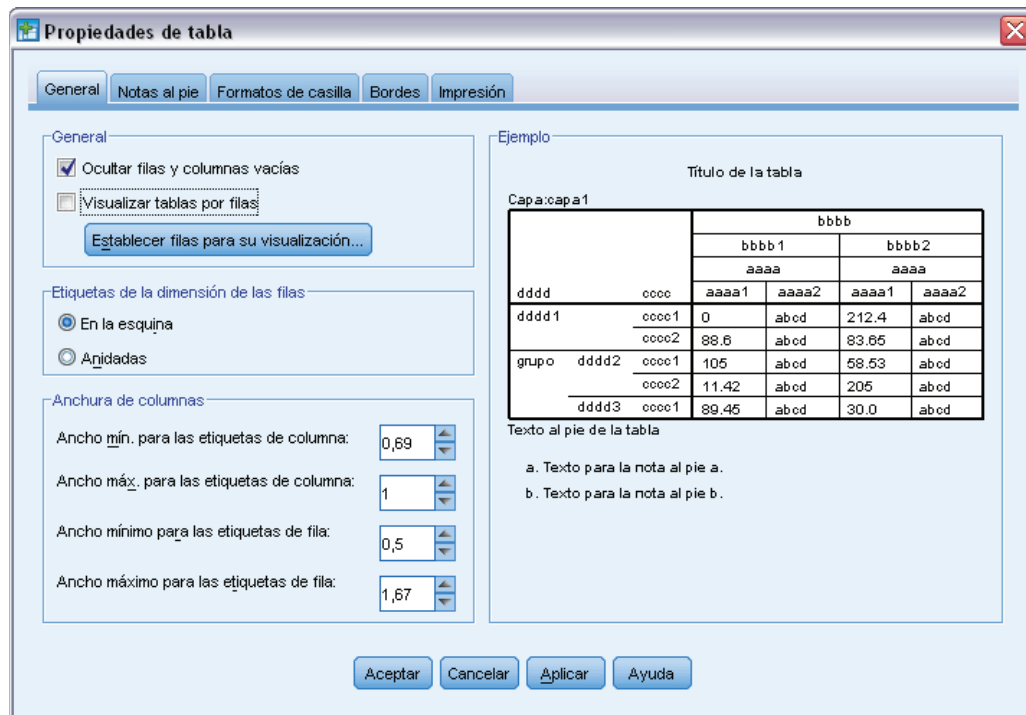 Propiedades de tabla
General Notas al pie Formatos de casilla Bordes Impresión
General
Ocultar filas y columnas vacías
Visualizar tablas por filas
Establecer filas para su visualización...
Etiquetas de la dimensión de las filas
En la esquina
Anidadas
Anchura de columnas
Ancho mín. para las etiquetas de columna: 0,69
Ancho máx. para las etiquetas de columna: 1
Ancho mínimo para las etiquetas de fila: 0,5
Ancho máximo para las etiquetas de fila: 1,67
Ejemplo
Título de la tabla
Capa:capa1
bbbb
bbbb1 bbbb2
aaaa aaaa
dddd cccc aaaa1 aaaa2 aaaa1 aaaa2
dddd1 cccc1 0 abcd 212.4 abcd
cccc2 88.6 abcd 83.65 abcd
grupo dddd2 cccc1 105 abcd 58.53 abcd
cccc2 11.42 abcd 205 abcd
dddd3 cccc1 89.45 abcd 30.0 abcd
Texto al pie de la tabla
a. Texto para la nota al pie a.
b. Texto para la nota al pie b.
Aceptar Cancelar Aplicar Ayuda